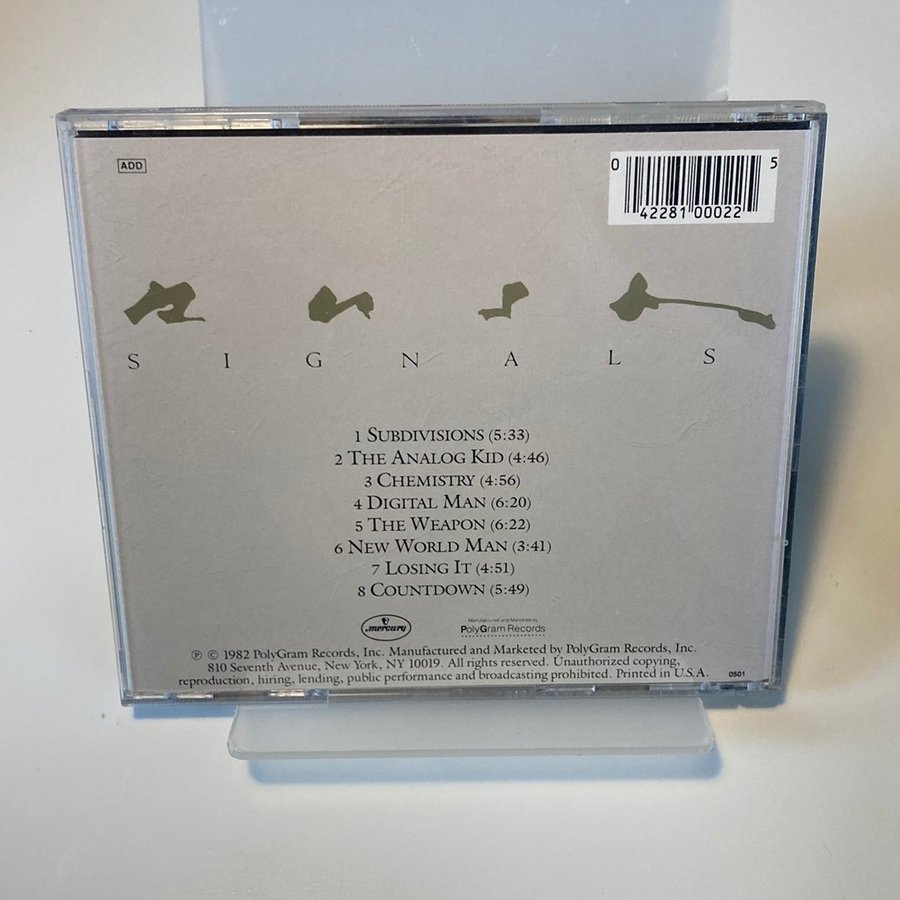 ADD
0 42281 00022 5
RUSH
SIGNALS
1 SUBDIVISIONS (5:33)
2 THE ANALOG KID (4:46)
3 CHEMISTRY (4:56)
4 DIGITAL MAN (6:20)
5 THE WEAPON (6:22)
6 NEW WORLD MAN (3:41)
7 LOSING IT (4:51)
8 COUNTDOWN (5:49)
mercury
Manufactured and Marketed by
PolyGram Records
℗ © 1982 PolyGram Records, Inc. Manufactured and Marketed by PolyGram Records, Inc.
810 Seventh Avenue, New York, NY 10019. All rights reserved. Unauthorized copying,
reproduction, hiring, lending, public performance and broadcasting prohibited. Printed in U.S.A.
0501